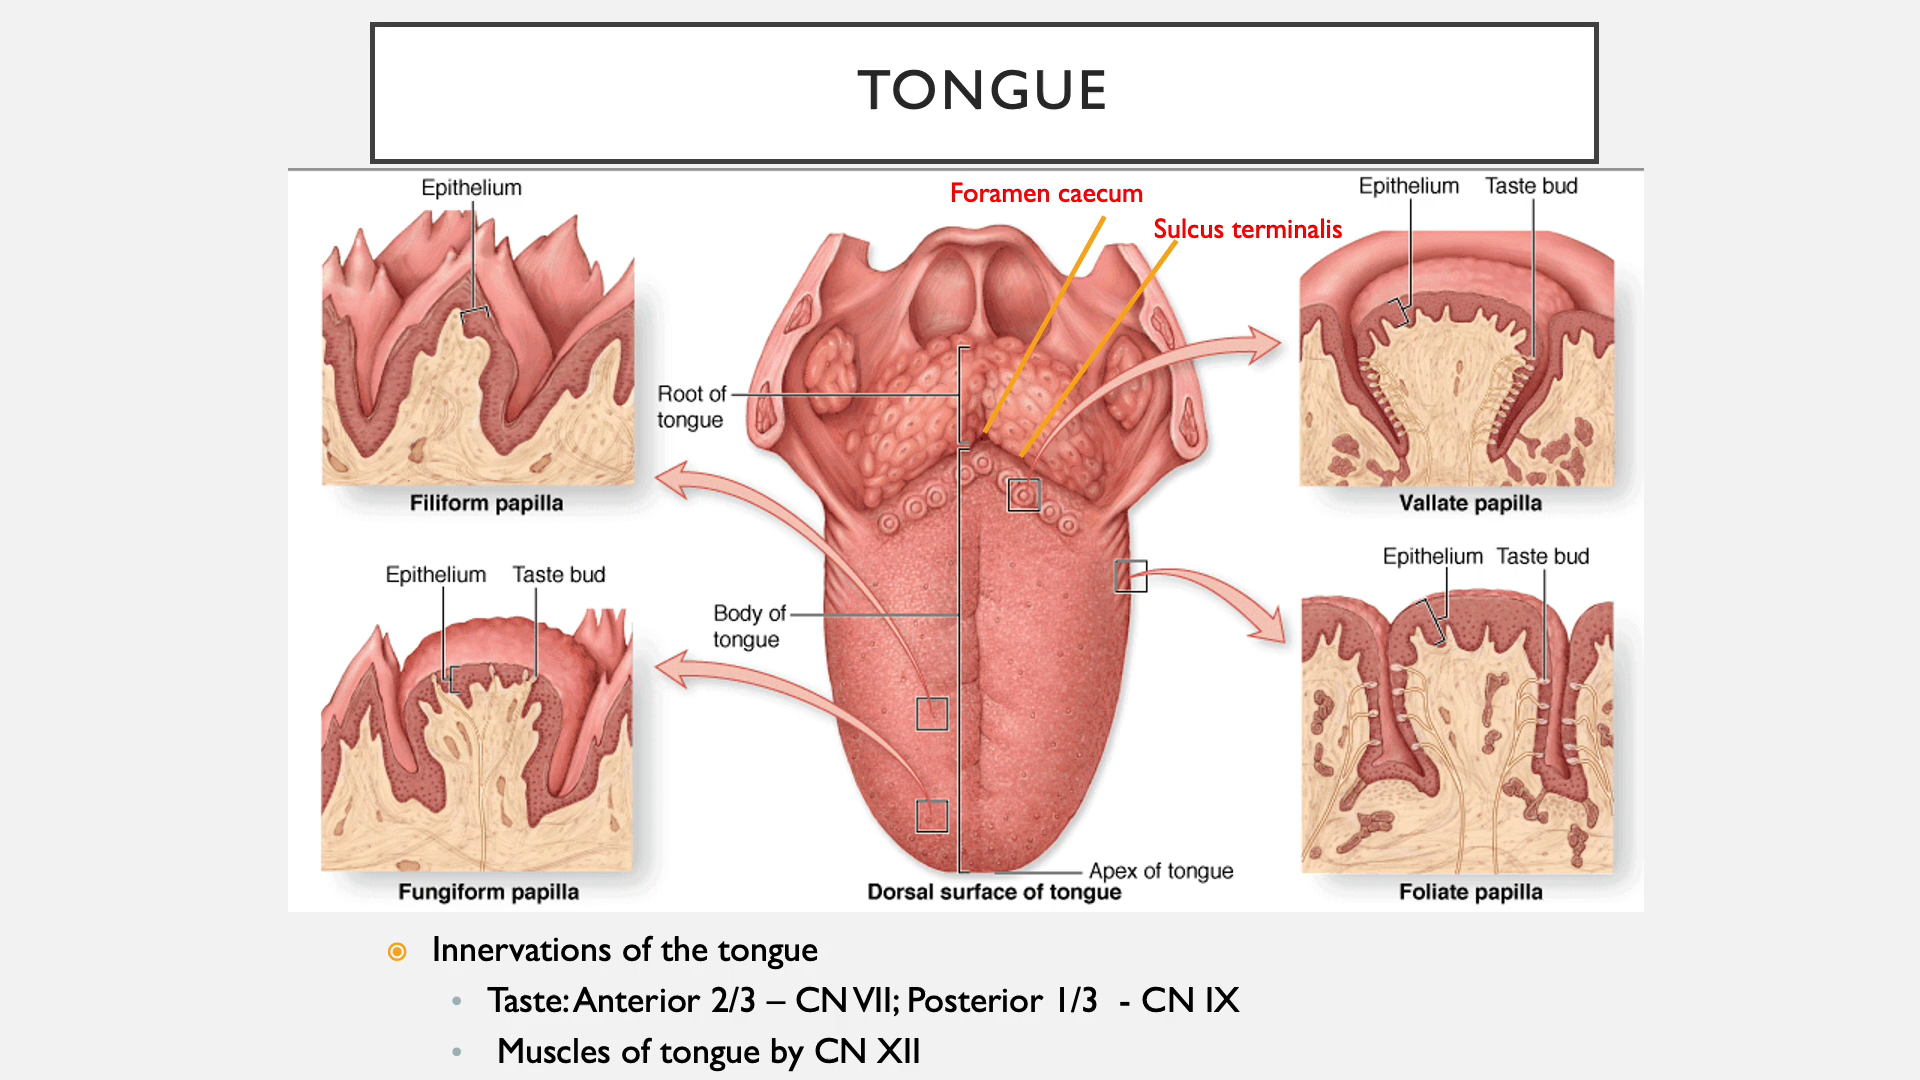 TONGUE
Epithelium
Foramen caecum
Sulcus terminalis
Epithelium Taste bud
Root of
tongue
Filiform papilla
Vallate papilla
Epithelium Taste bud
Body of
tongue
Epithelium Taste bud
Apex of tongue
Fungiform papilla
Dorsal surface of tongue
Foliate papilla
Innervations of the tongue
Taste: Anterior 2/3 – CN VII; Posterior 1/3 - CN IX
Muscles of tongue by CN XII